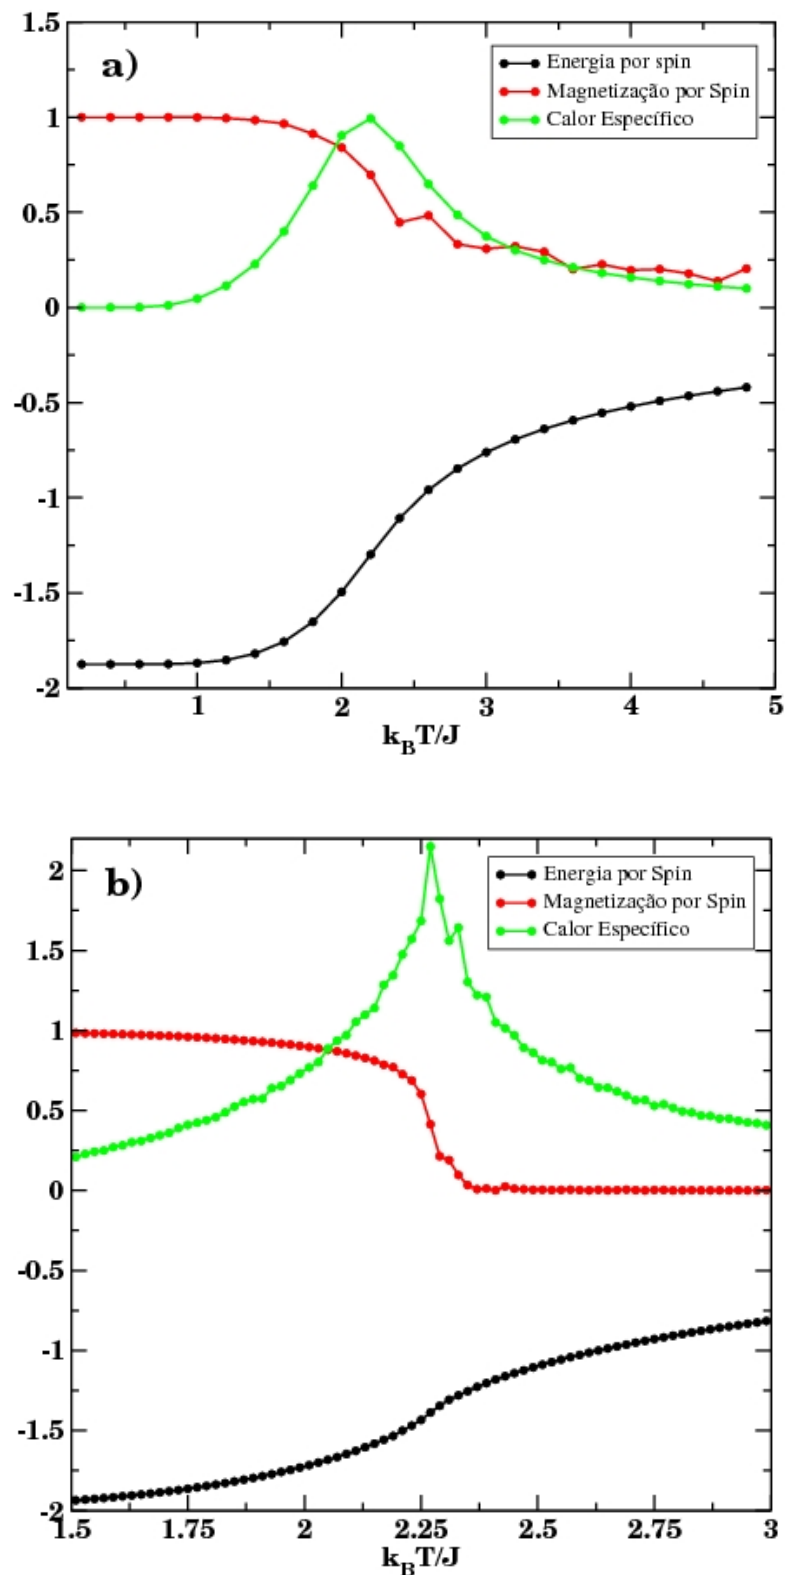 1.5
a)
Energia por spin
Magnetização por Spin
Calor Específico
1
0.5
0
-0.5
-1
-1.5
-2
1 2 3 4 5
k_BT/J
b)
Energia por Spin
Magnetização por Spin
Calor Específico
2
1.5
1
0.5
0
-0.5
-1
-1.5
-2
1.5 1.75 2 2.25 2.5 2.75 3
k_BT/J